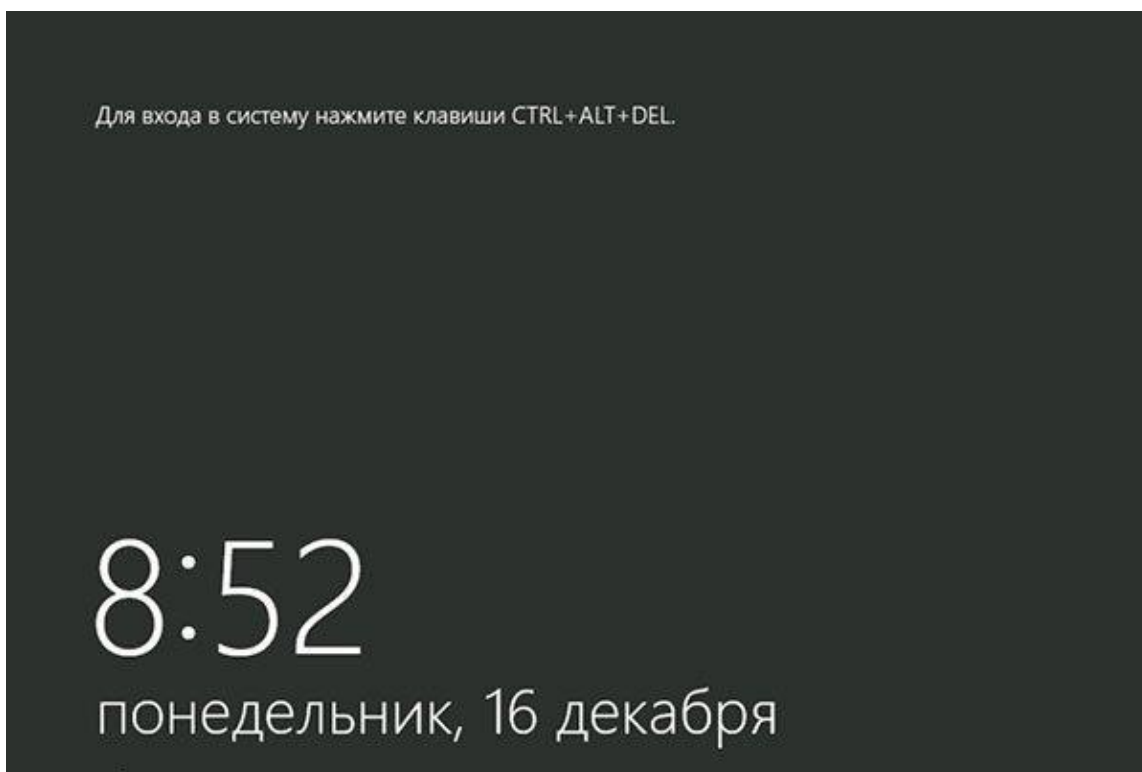 Для входа в систему нажмите клавиши CTRL+ALT+DEL.
8:52
понедельник, 16 декабря